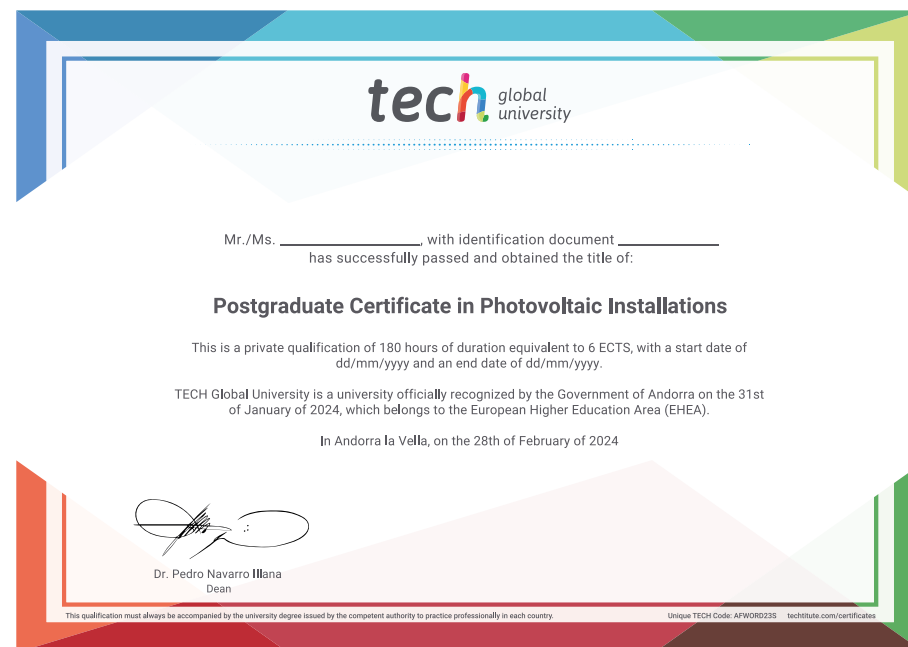 tech global university
Mr./Ms. ____________________, with identification document ______________
has successfully passed and obtained the title of:
Postgraduate Certificate in Photovoltaic Installations
This is a private qualification of 180 hours of duration equivalent to 6 ECTS, with a start date of
dd/mm/yyyy and an end date of dd/mm/yyyy.
TECH Global University is a university officially recognized by the Government of Andorra on the 31st
of January of 2024, which belongs to the European Higher Education Area (EHEA).
In Andorra la Vella, on the 28th of February of 2024
Dr. Pedro Navarro Illana
Dean
This qualification must always be accompanied by the university degree issued by the competent authority to practice professionally in each country.
Unique TECH Code: AFWORD23S techtitute.com/certificates